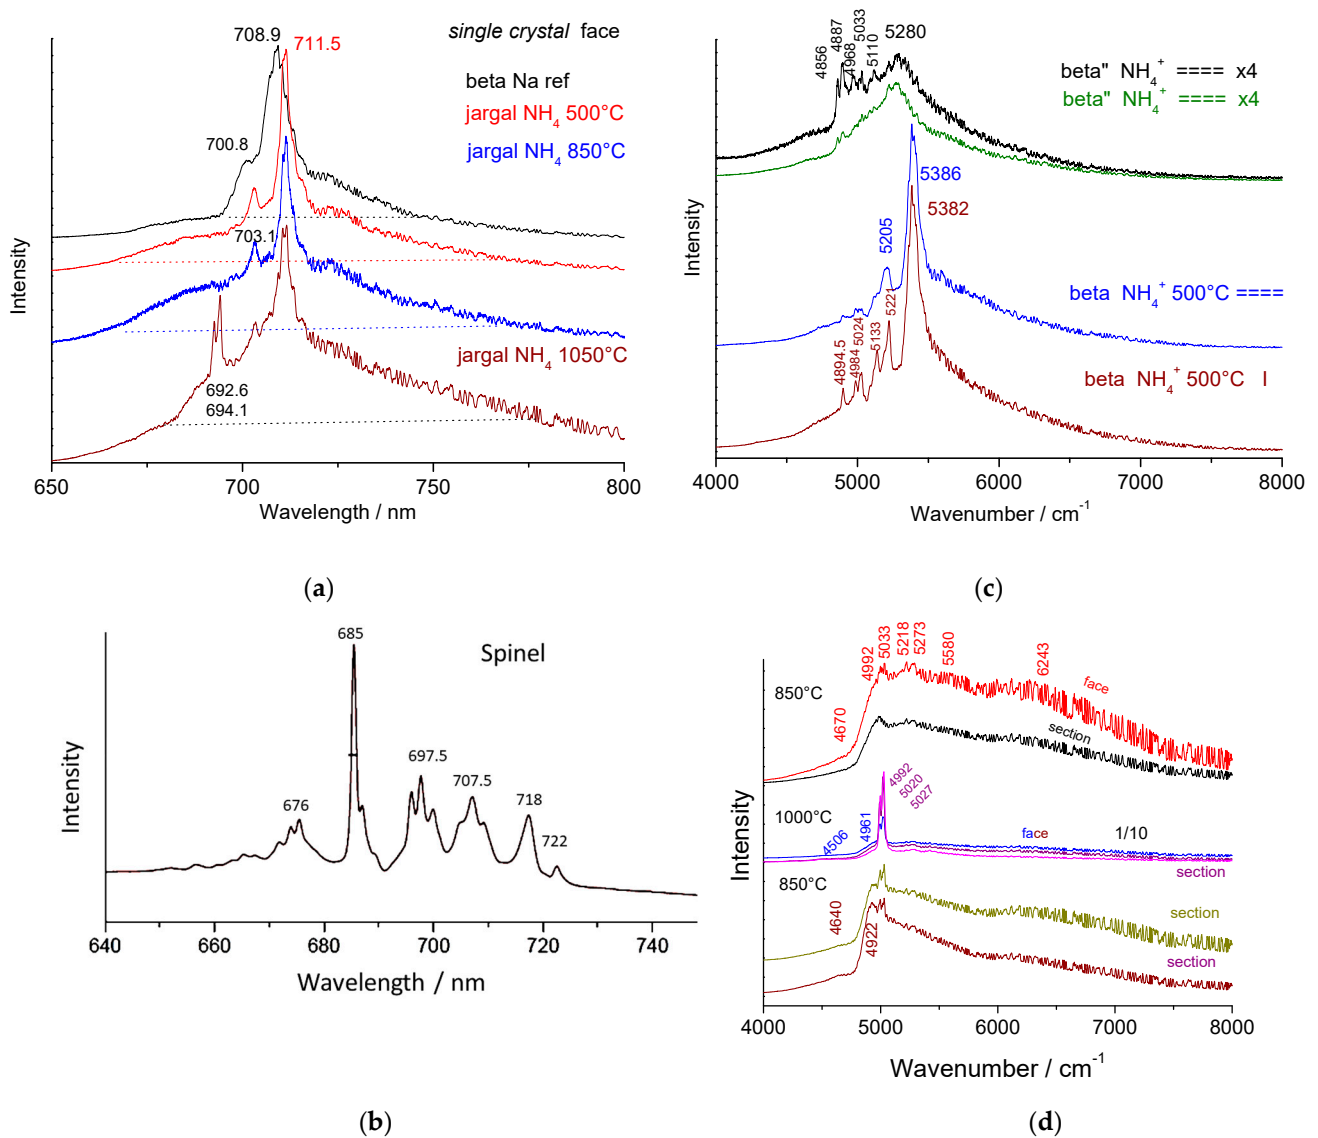 708.9
711.5
single crystal face
beta Na ref
jargal NH4 500°C
700.8
jargal NH4 850°C
703.1
jargal NH4 1050°C
692.6
694.1
Intensity
650
700
750
800
Wavelength / nm
(a)
4856
4887
4968
5033
5110
5280
beta" NH4+ ==== x4
beta" NH4+ ==== x4
5386
5382
5205
beta NH4+ 500°C ====
4894.5
4984
5024
5133
5221
beta NH4+ 500°C I
Intensity
4000
5000
6000
7000
8000
Wavenumber / cm-1
(c)
685
Spinel
697.5
707.5
676
718
722
Intensity
640
660
680
700
720
740
Wavelength / nm
(b)
4670
4992
5033
5218
5273
5580
6243
850°C
face
section
4992
5020
5027
1000°C
4506
4961
face
1/10
section
850°C
4640
4922
section
section
Intensity
4000
5000
6000
7000
8000
Wavenumber / cm-1
(d)